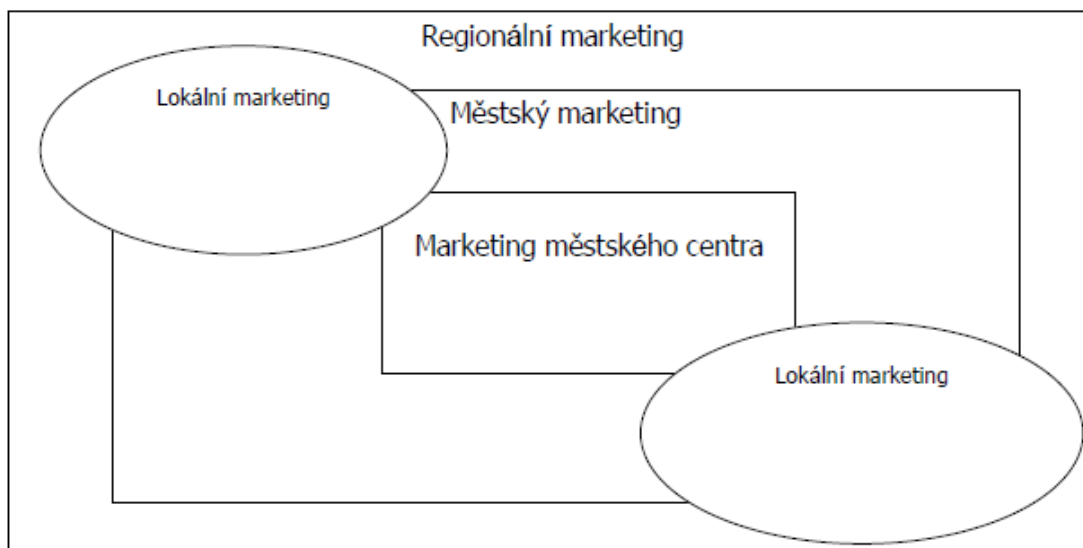 Regionální marketing
Lokální marketing
Městský marketing
Marketing městského centra
Lokální marketing